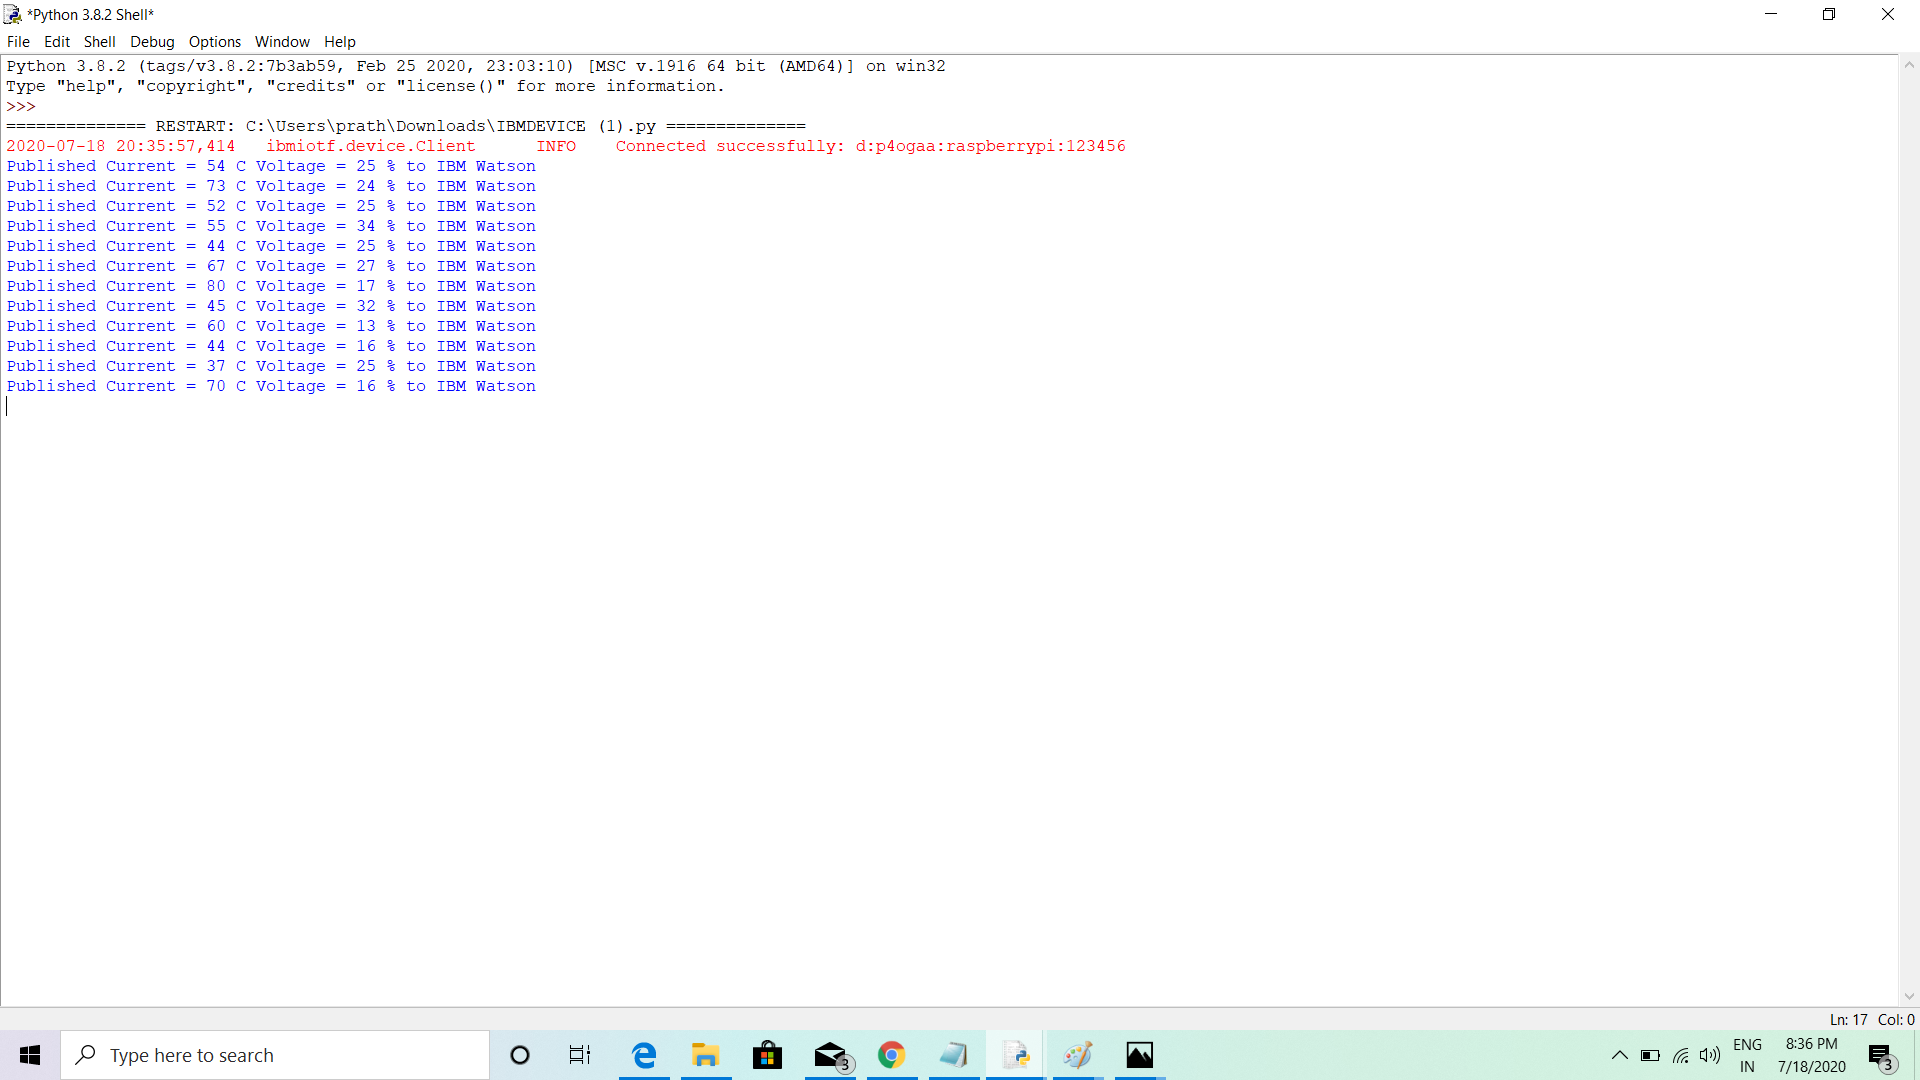 *Python 3.8.2 Shell*
File Edit Shell Debug Options Window Help
Python 3.8.2 (tags/v3.8.2:7b3ab59, Feb 25 2020, 23:03:10) [MSC v.1916 64 bit (AMD64)] on win32
Type "help", "copyright", "credits" or "license()" for more information.
>>>
============== RESTART: C:\Users\prath\Downloads\IBMDEVICE (1).py ==============
2020-07-18 20:35:57,414   ibmiotf.device.Client      INFO    Connected successfully: d:p4ogaa:raspberrypi:123456
Published Current = 54 C Voltage = 25 % to IBM Watson
Published Current = 73 C Voltage = 24 % to IBM Watson
Published Current = 52 C Voltage = 25 % to IBM Watson
Published Current = 55 C Voltage = 34 % to IBM Watson
Published Current = 44 C Voltage = 25 % to IBM Watson
Published Current = 67 C Voltage = 27 % to IBM Watson
Published Current = 80 C Voltage = 17 % to IBM Watson
Published Current = 45 C Voltage = 32 % to IBM Watson
Published Current = 60 C Voltage = 13 % to IBM Watson
Published Current = 44 C Voltage = 16 % to IBM Watson
Published Current = 37 C Voltage = 25 % to IBM Watson
Published Current = 70 C Voltage = 16 % to IBM Watson
Ln: 17 Col: 0
Type here to search
3
ENG
IN
8:36 PM
7/18/2020
3